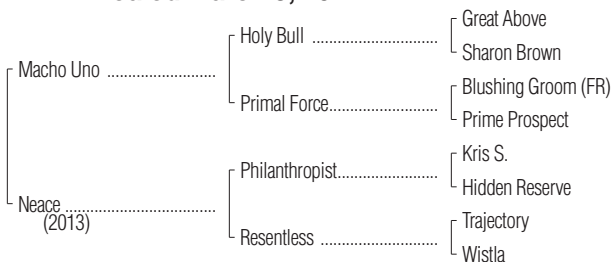 Macho Uno
Holy Bull
Great Above
Sharon Brown
Primal Force
Blushing Groom (FR)
Prime Prospect
Neace
(2013)
Philanthropist
Kris S.
Hidden Reserve
Resentless
Trajectory
Wistla